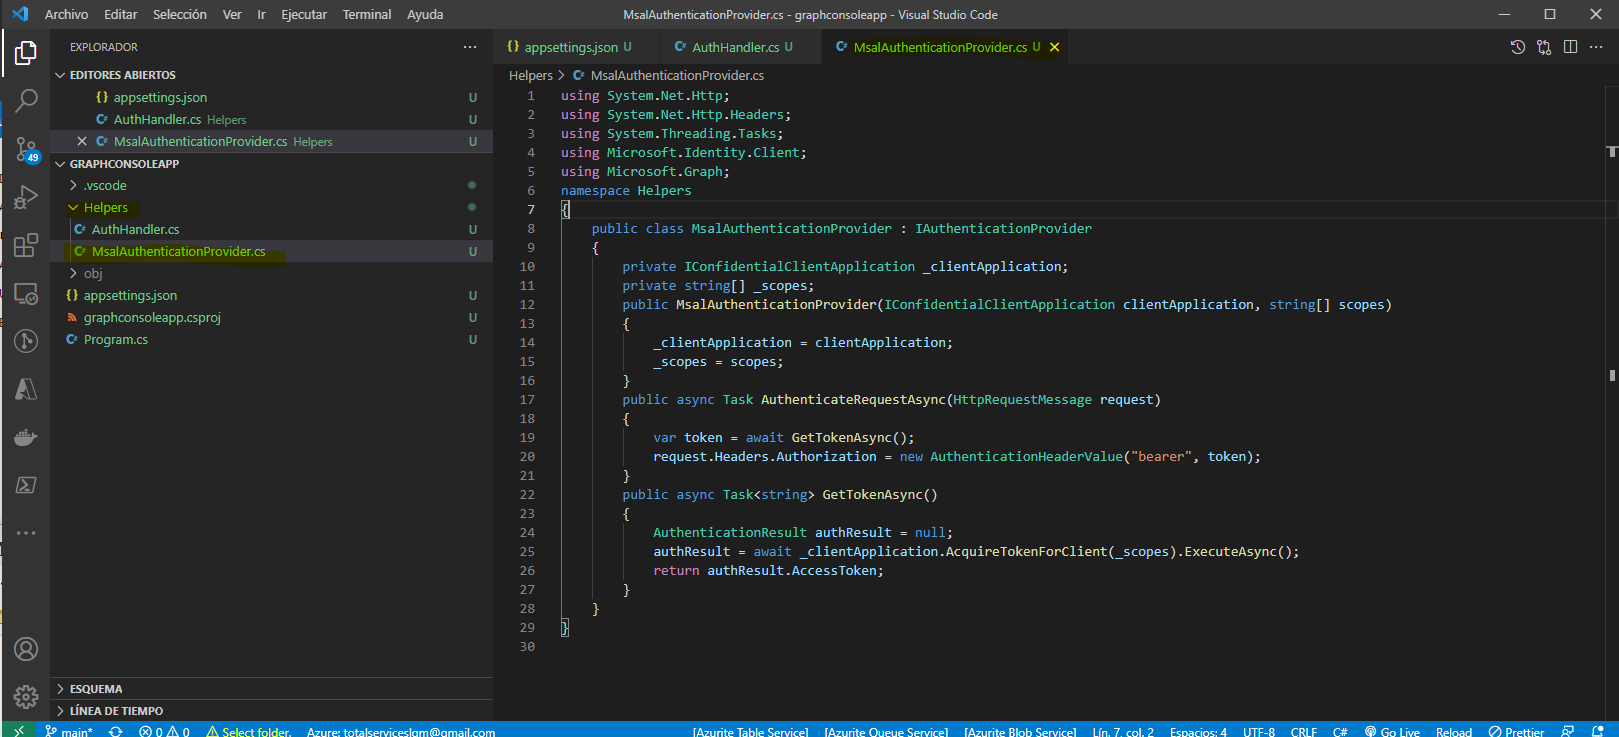 Archivo Editar Selección Ver Ir Ejecutar Terminal Ayuda
MsalAuthenticationProvider.cs - graphconsoleapp - Visual Studio Code
EXPLORADOR
EDITORES ABIERTOS
{} appsettings.json U
C# AuthHandler.cs Helpers U
C# MsalAuthenticationProvider.cs Helpers U
GRAPHCONSOLEAPP
.vscode
Helpers
C# AuthHandler.cs U
C# MsalAuthenticationProvider.cs U
obj
{} appsettings.json U
graphconsoleapp.csproj U
C# Program.cs U
49
ESQUEMA
LÍNEA DE TIEMPO
{} appsettings.json U
C# AuthHandler.cs U
C# MsalAuthenticationProvider.cs U
Helpers > C# MsalAuthenticationProvider.cs
1 using System.Net.Http;
2 using System.Net.Http.Headers;
3 using System.Threading.Tasks;
4 using Microsoft.Identity.Client;
5 using Microsoft.Graph;
6 namespace Helpers
7 {
8 public class MsalAuthenticationProvider : IAuthenticationProvider
9 {
10 private IConfidentialClientApplication _clientApplication;
11 private string[] _scopes;
12 public MsalAuthenticationProvider(IConfidentialClientApplication clientApplication, string[] scopes)
13 {
14 _clientApplication = clientApplication;
15 _scopes = scopes;
16 }
17 public async Task AuthenticateRequestAsync(HttpRequestMessage request)
18 {
19 var token = await GetTokenAsync();
20 request.Headers.Authorization = new AuthenticationHeaderValue("bearer", token);
21 }
22 public async Task<string> GetTokenAsync()
23 {
24 AuthenticationResult authResult = null;
25 authResult = await _clientApplication.AcquireTokenForClient(_scopes).ExecuteAsync();
26 return authResult.AccessToken;
27 }
28 }
29 }
30
main* 0 0 Select folder. Azure: totalserviceslgm@gmail.com [Azurite Table Service] [Azurite Queue Service] [Azurite Blob Service] Lín. 7, col. 2 Espacios: 4 UTF-8 CRLF C# Go Live Reload Prettier